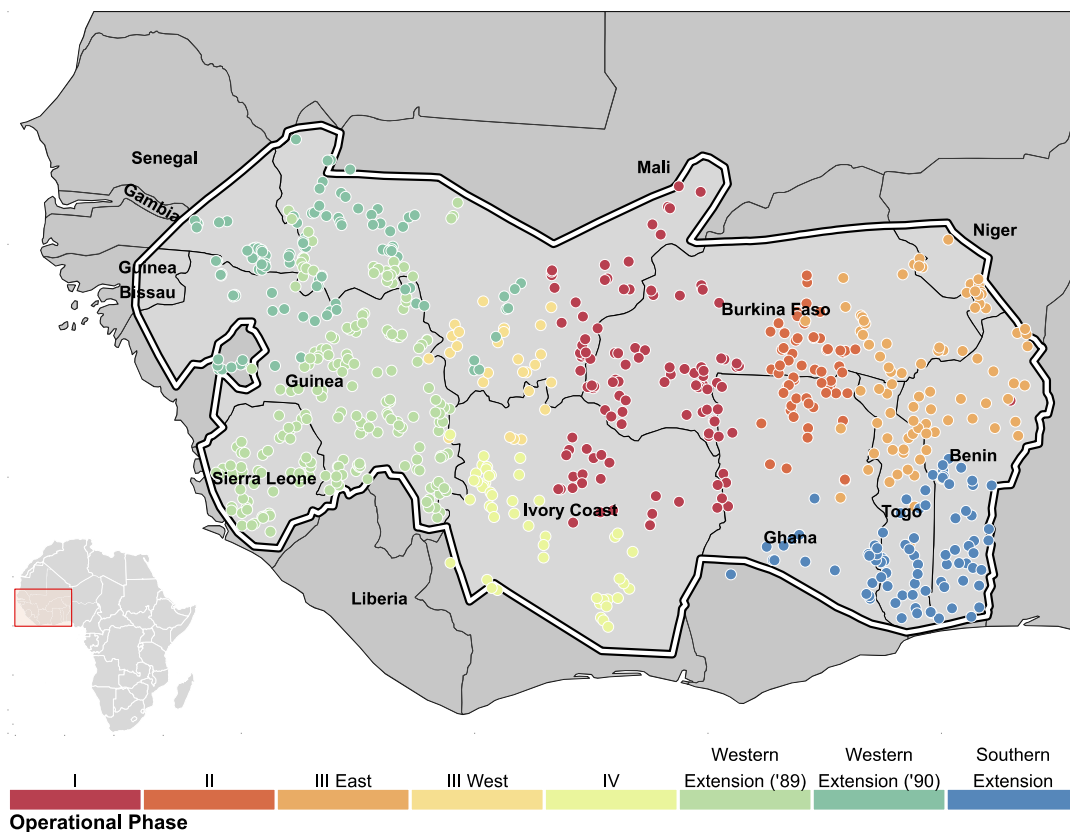 Senegal
Mali
Gambia
Niger
Guinea
Bissau
Burkina Faso
Guinea
Benin
Sierra Leone
Ivory Coast
Togo
Ghana
Liberia
I
II
III East
III West
IV
Western
Extension ('89)
Western
Extension ('90)
Southern
Extension
Operational Phase